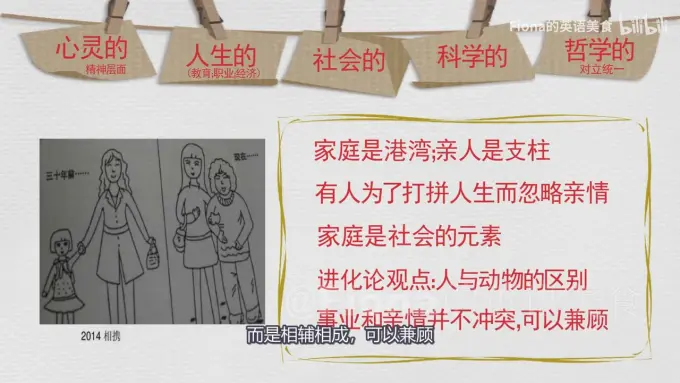 Fiona的英语美食 bilibili
心灵的
精神层面
人生的
(教育,职业,经济)
社会的
科学的
哲学的
对立统一
家庭是港湾;亲人是支柱
有人为了打拼人生而忽略亲情
家庭是社会的元素
进化论观点:人与动物的区别
事业和亲情并不冲突,可以兼顾
三十年前……
现在……
2014 相携
而是相辅相成，可以兼顾